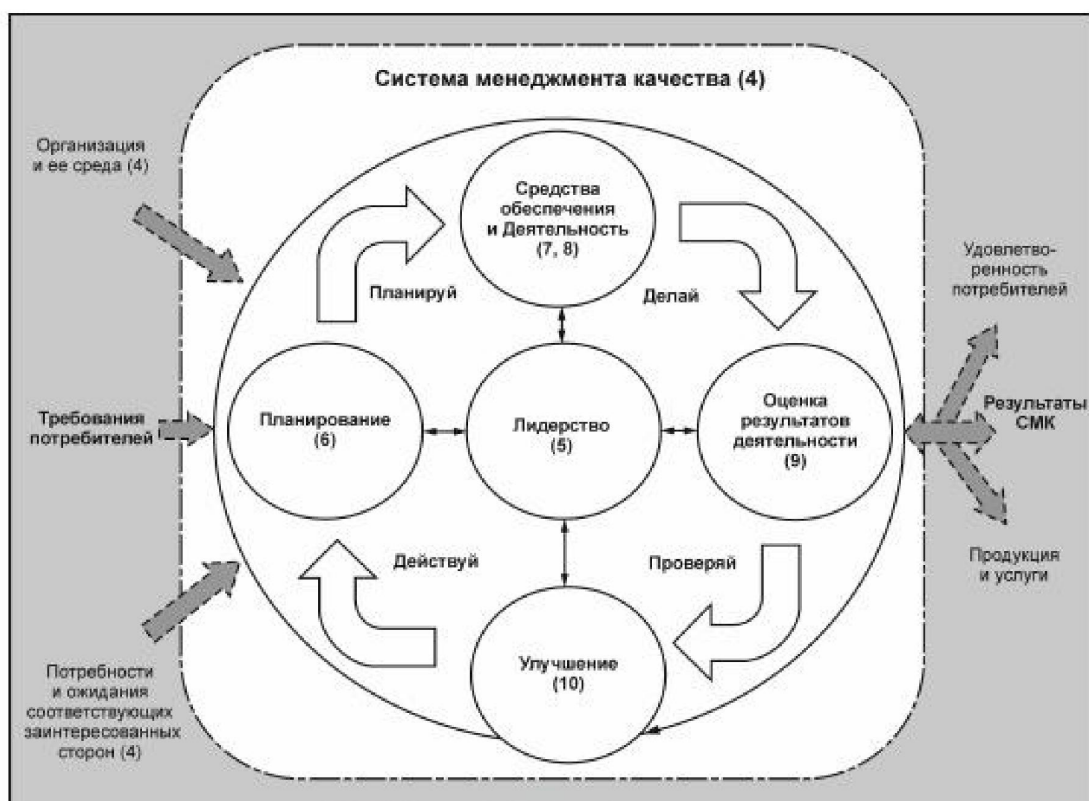 Система менеджмента качества (4)
Организация
и ее среда (4)
Средства
обеспечения
и Деятельность
(7, 8)
Удовлетво-
ренность
потребителей
Планируй
Делай
Требования
потребителей
Планирование
(6)
Лидерство
(5)
Оценка
результатов
деятельности
(9)
Результаты
СМК
Действуй
Проверяй
Продукция
и услуги
Улучшение
(10)
Потребности
и ожидания
соответствующих
заинтересованных
сторон (4)